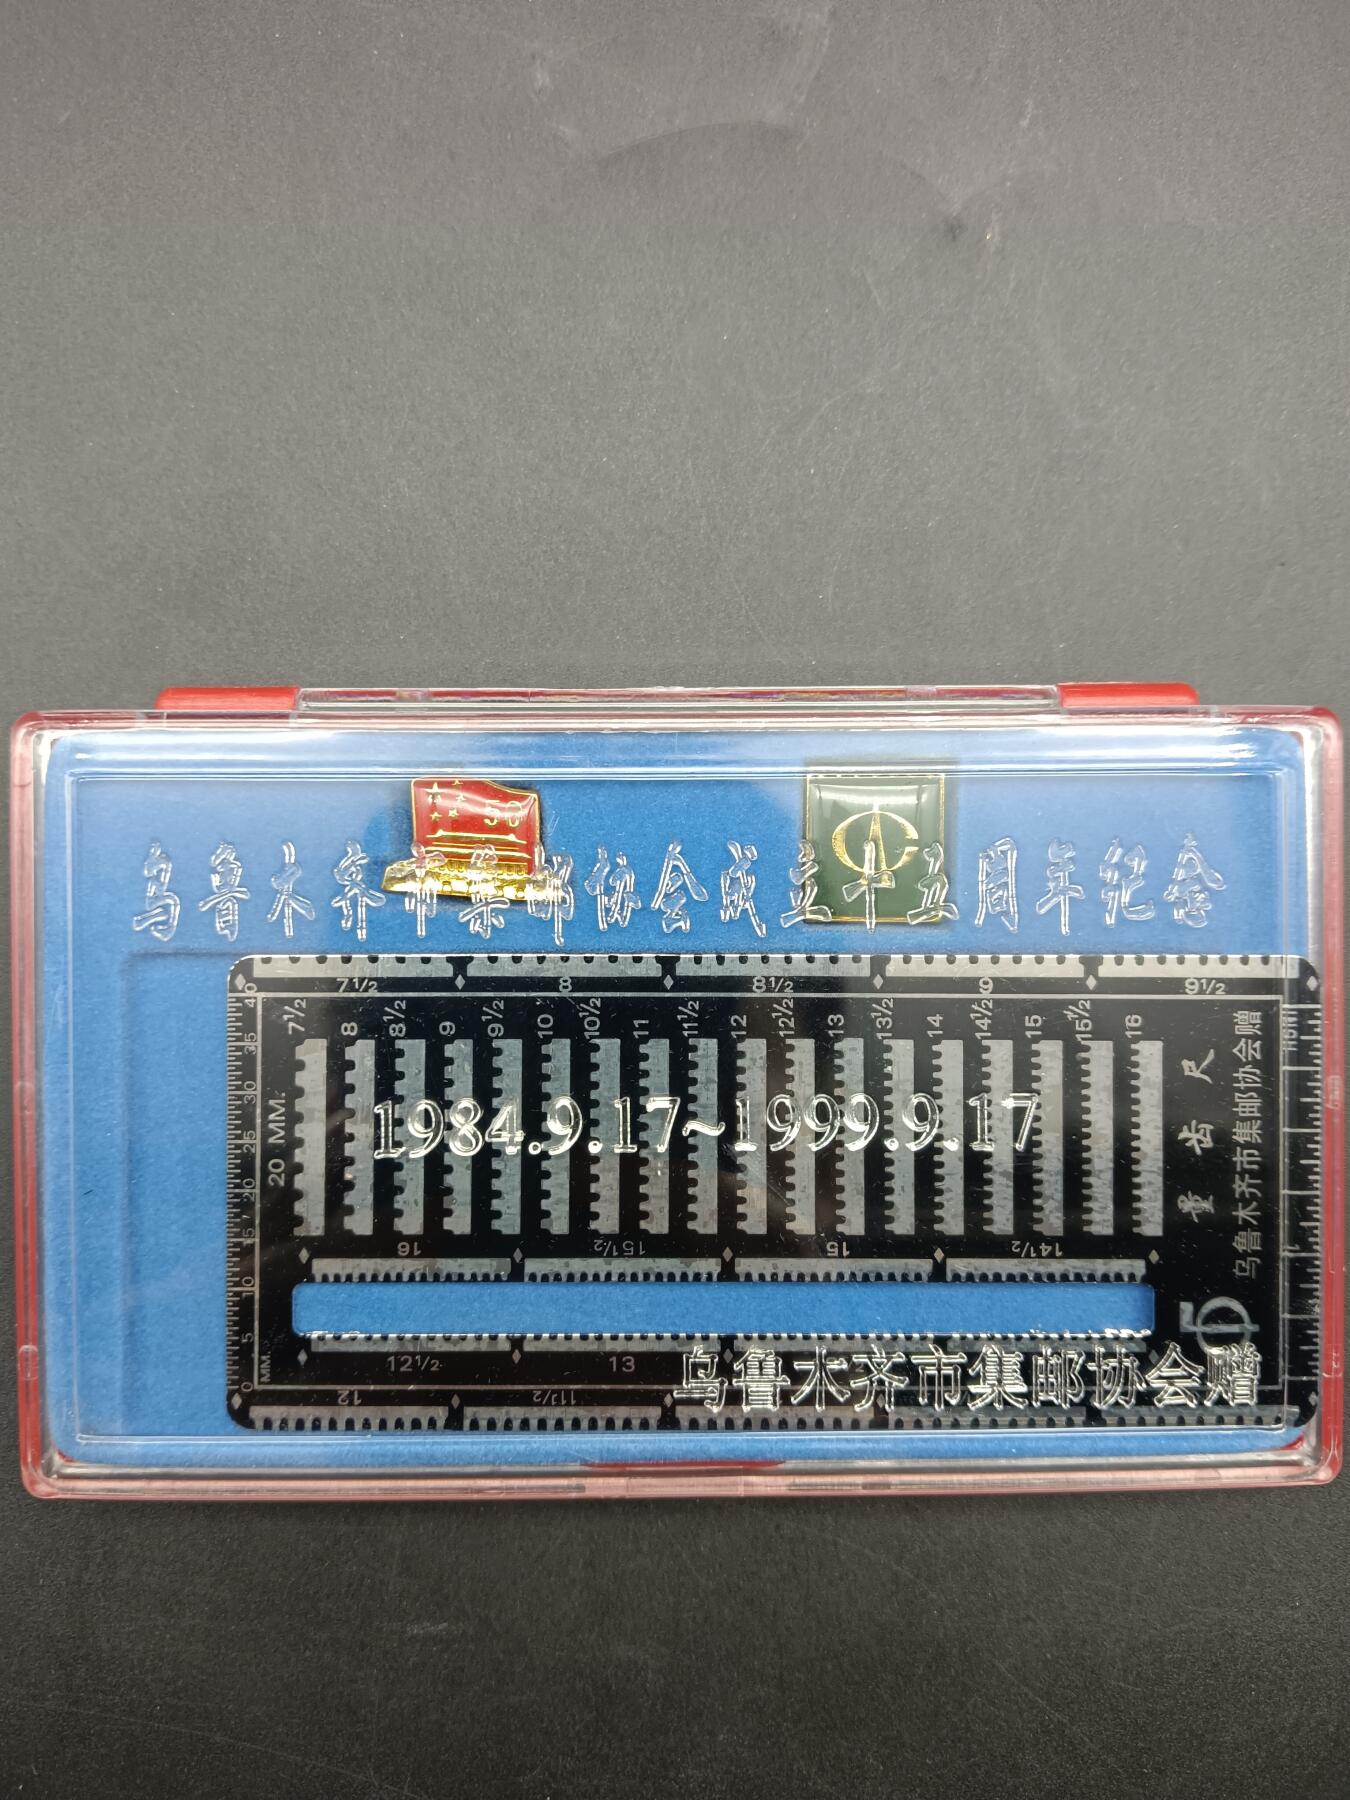 50
乌鲁木齐市集邮协会成立十五周年纪念
7½ 8 8½ 9 9½
7½ 8 8½ 9 9½ 10 10½ 11 11½ 12 12½ 13 13½ 14 14½ 15 15½ 16
40 35 30 25 20 15 10 5 0 MM.
20 MM.
1984.9.17~1999.9.17
量齿尺
乌鲁木齐市集邮协会赠
16 15½ 15 14½
12½ 13
乌鲁木齐市集邮协会赠
12 11½